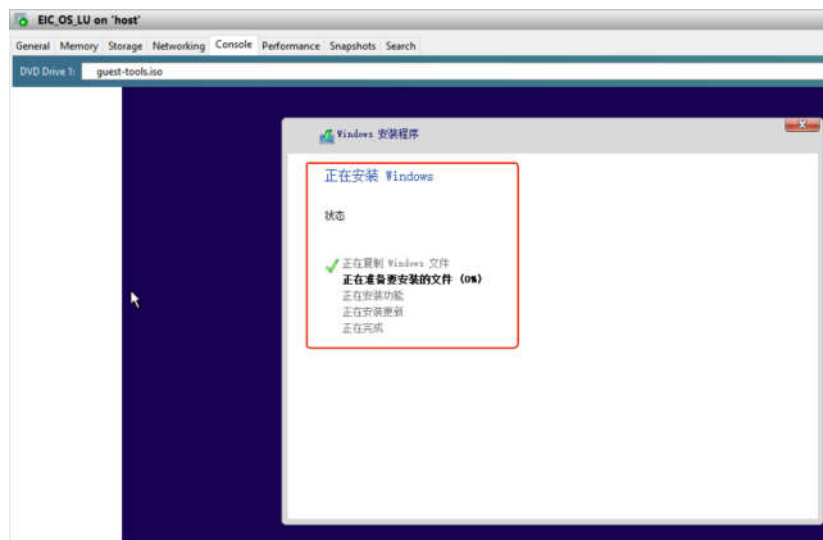 EIC_OS_LU on 'host'
General Memory Storage Networking Console Performance Snapshots Search
DVD Drive 1: guest-tools.iso
Windows 安装程序
正在安装 Windows
状态
正在复制 Windows 文件
正在准备要安装的文件 (0%)
正在安装功能
正在安装更新
正在完成